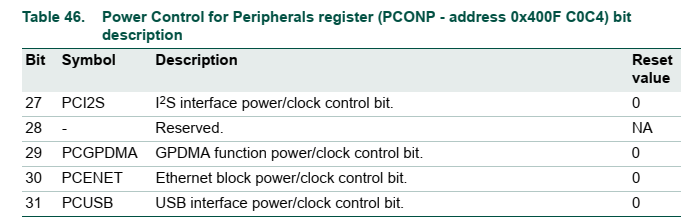 Table 46. Power Control for Peripherals register (PCONP - address 0x400F C0C4) bit
description
Bit Symbol Description Reset
value
27 PCI2S I2S interface power/clock control bit. 0
28 - Reserved. NA
29 PCGPDMA GPDMA function power/clock control bit. 0
30 PCENET Ethernet block power/clock control bit. 0
31 PCUSB USB interface power/clock control bit. 0